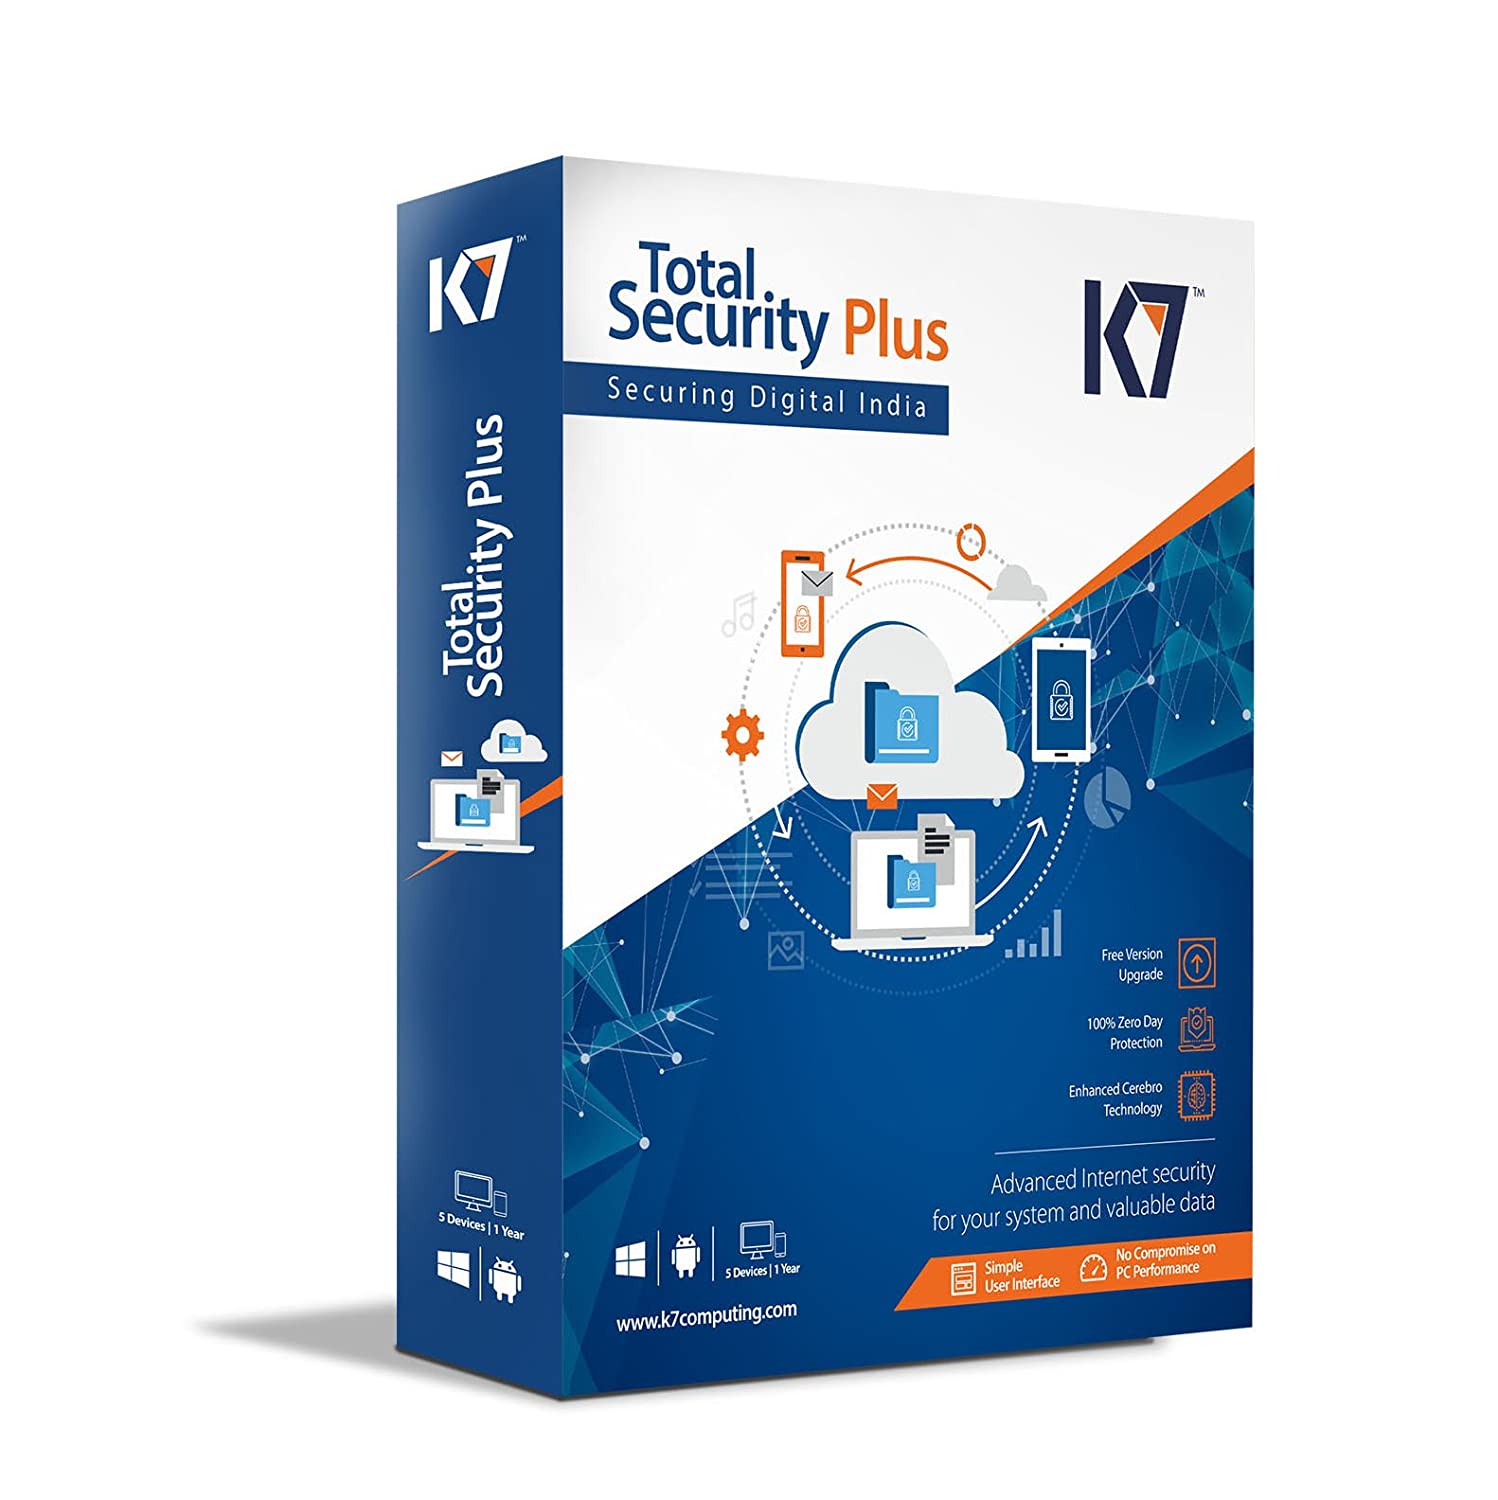 K7™
Total
Security Plus
5 Devices | 1 Year
Total
Security Plus
Securing Digital India
K7™
Free Version
Upgrade
100% Zero Day
Protection
Enhanced Cerebro
Technology
Advanced Internet security
for your system and valuable data
Simple
User Interface
No Compromise on
PC Performance
5 Devices | 1 Year
www.k7computing.com